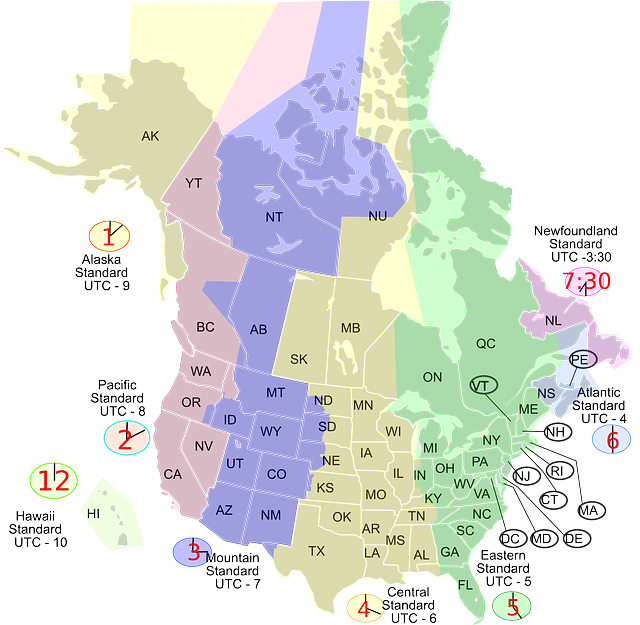 AK
YT
NT
NU
1
Alaska
Standard
UTC - 9
Newfoundland
Standard
UTC -3:30
7:30
NL
BC
AB
SK
MB
ON
QC
PE
NS
Atlantic
Standard
UTC - 4
6
WA
OR
Pacific
Standard
UTC - 8
2
MT
ID
WY
ND
SD
MN
WI
VT
ME
NH
NV
CA
UT
CO
NE
KS
IA
IL
MO
MI
IN
OH
KY
WV
PA
NY
VA
NJ
RI
CT
MA
12
Hawaii
Standard
UTC - 10
HI
AZ
NM
OK
AR
TN
NC
SC
DC
MD
DE
3
Mountain
Standard
UTC - 7
TX
LA
MS
AL
GA
FL
Eastern
Standard
UTC - 5
5
4
Central
Standard
UTC - 6